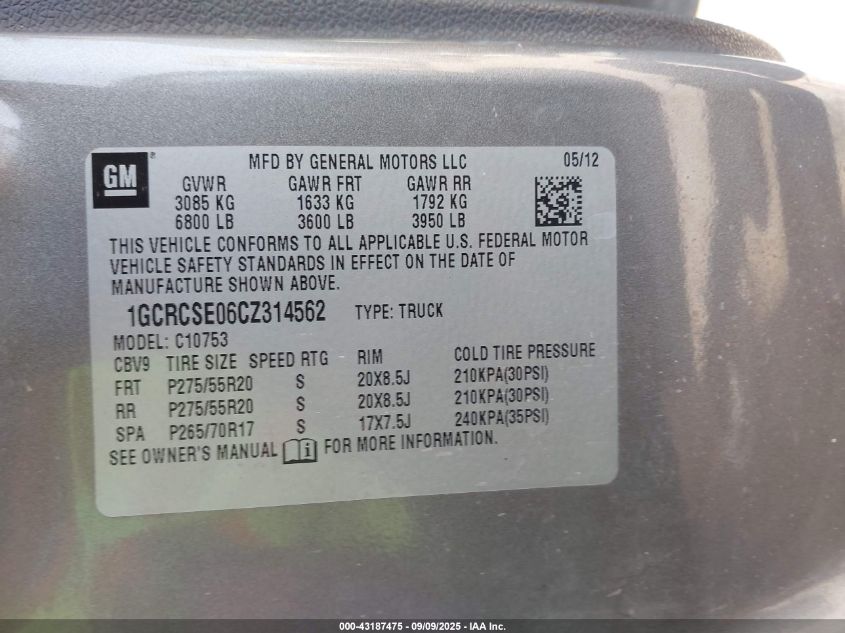 GM ® MFD BY GENERAL MOTORS LLC 05/12
GVWR GAWR FRT GAWR RR
3085 KG 1633 KG 1792 KG
6800 LB 3600 LB 3950 LB
THIS VEHICLE CONFORMS TO ALL APPLICABLE U.S. FEDERAL MOTOR
VEHICLE SAFETY STANDARDS IN EFFECT ON THE DATE OF
MANUFACTURE SHOWN ABOVE.
1GCRCSE06CZ314562 TYPE: TRUCK
MODEL: C10753
CBV9 TIRE SIZE SPEED RTG RIM COLD TIRE PRESSURE
FRT P275/55R20 S 20X8.5J 210KPA(30PSI)
RR P275/55R20 S 20X8.5J 210KPA(30PSI)
SPA P265/70R17 S 17X7.5J 240KPA(35PSI)
SEE OWNER'S MANUAL i FOR MORE INFORMATION.
000-43187475 - 09/09/2025 - IAA Inc.